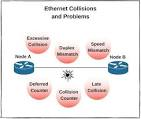 Ethernet Collisions
and Problems
Excessive
Collision
Duplex
Mismatch
Speed
Mismatch
Node A
Node B
Deferred
Counter
Collision
Counter
Late
Collision